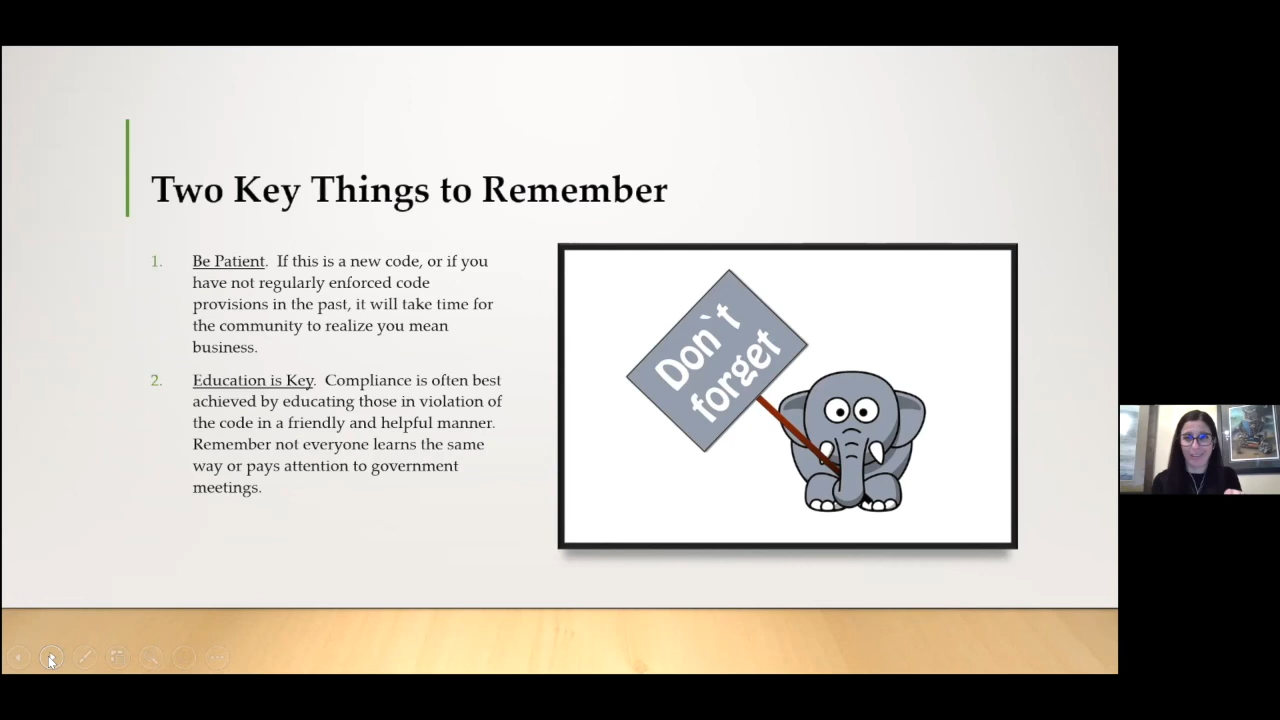 Two Key Things to Remember
1. Be Patient. If this is a new code, or if you
have not regularly enforced code
provisions in the past, it will take time for
the community to realize you mean
business.
2. Education is Key. Compliance is often best
achieved by educating those in violation of
the code in a friendly and helpful manner.
Remember not everyone learns the same
way or pays attention to government
meetings.
Don`t
forget